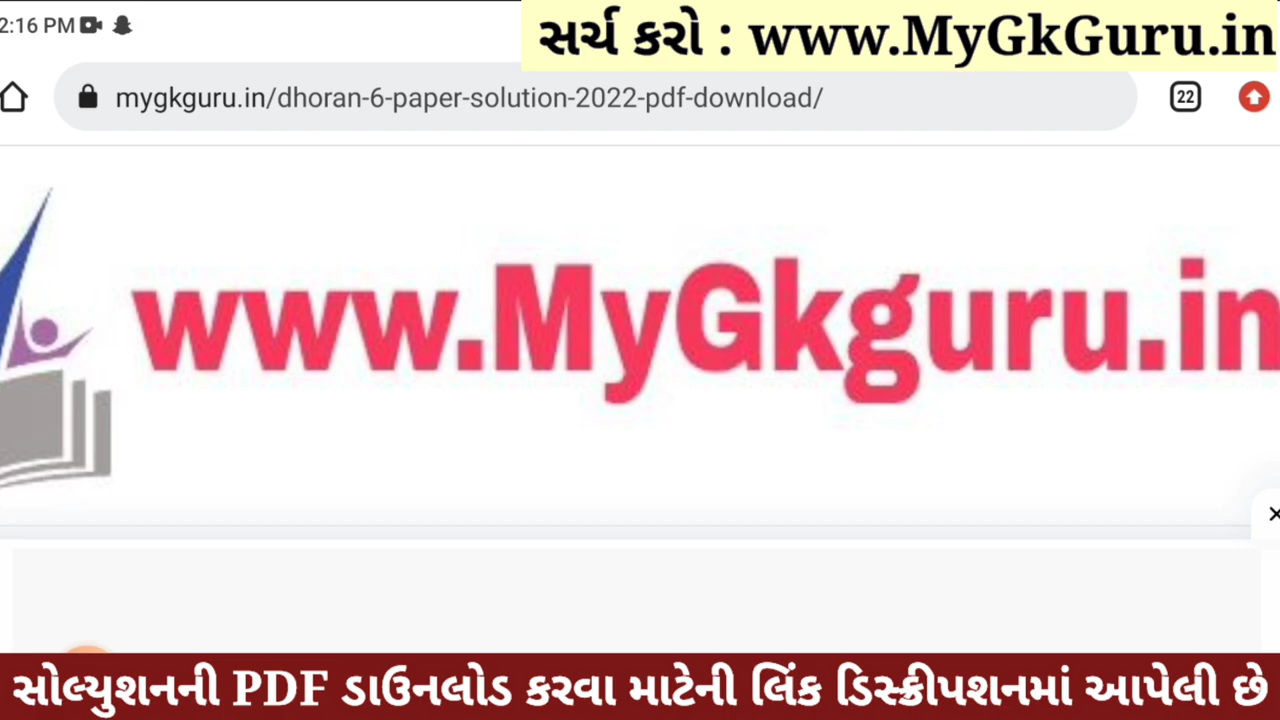 2:16 PM
સર્ચ કરો : www.MyGkGuru.in
mygkguru.in/dhoran-6-paper-solution-2022-pdf-download/
22
www.MyGkguru.in
સોલ્યુશનની PDF ડાઉનલોડ કરવા માટેની લિંક ડિસ્ક્રીપશનમાં આપેલી છે